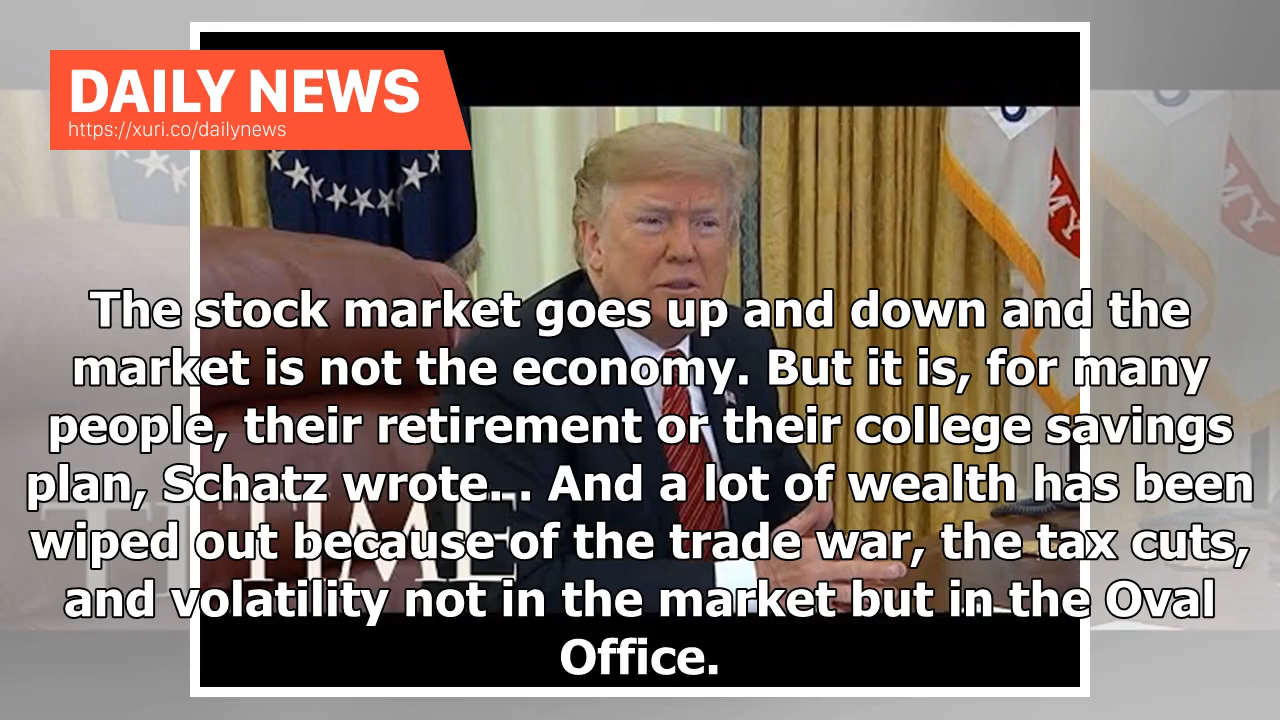 DAILY NEWS
https://xuri.co/dailynews
MY
MY
The stock market goes up and down and the
market is not the economy. But it is, for many
people, their retirement or their college savings
plan, Schatz wrote... And a lot of wealth has been
wiped out because of the trade war, the tax cuts,
and volatility not in the market but in the Oval
Office.
TIME